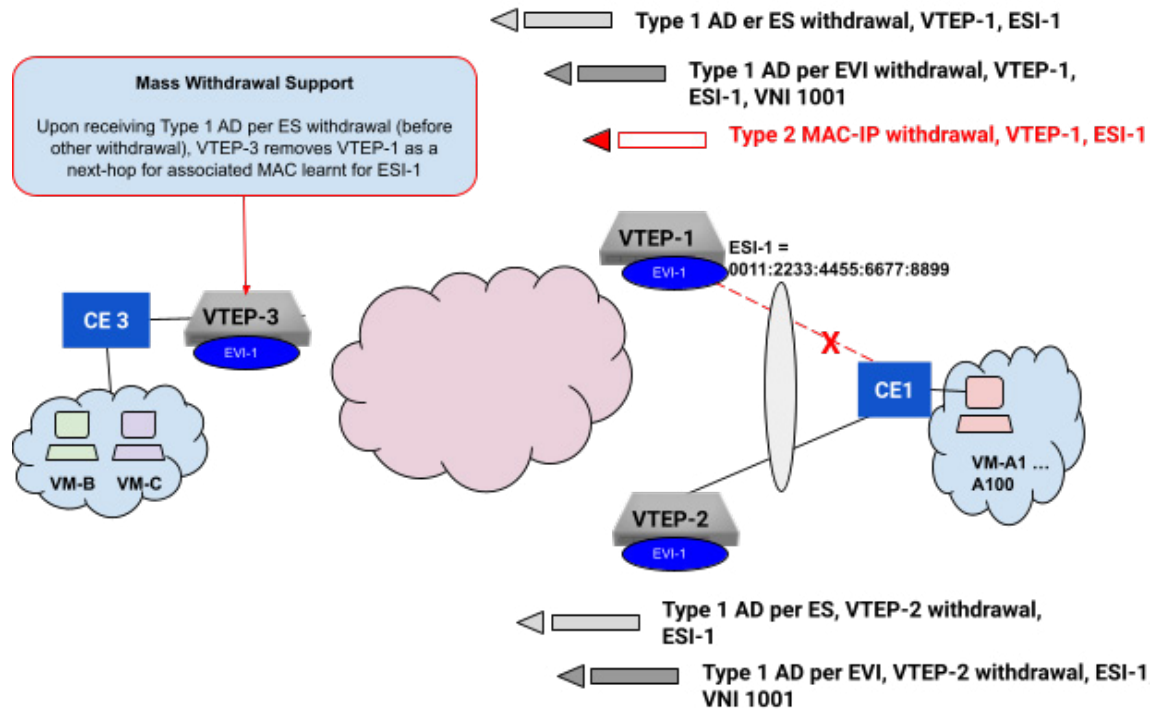 Type 1 AD er ES withdrawal, VTEP-1, ESI-1
Type 1 AD per EVI withdrawal, VTEP-1,
ESI-1, VNI 1001
Type 2 MAC-IP withdrawal, VTEP-1, ESI-1
Mass Withdrawal Support
Upon receiving Type 1 AD per ES withdrawal (before
other withdrawal), VTEP-3 removes VTEP-1 as a
next-hop for associated MAC learnt for ESI-1
VTEP-1
EVI-1
ESI-1 =
0011:2233:4455:6677:8899
CE 3
VTEP-3
EVI-1
X
CE1
VM-B
VM-C
VM-A1 ...
A100
VTEP-2
EVI-1
Type 1 AD per ES, VTEP-2 withdrawal,
ESI-1
Type 1 AD per EVI, VTEP-2 withdrawal, ESI-1
VNI 1001